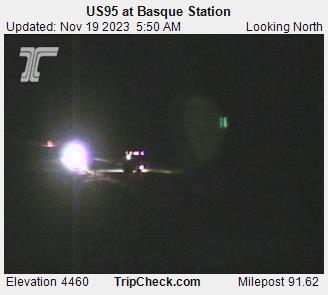 US95 at Basque Station
Updated: Nov 19 2023 5:50 AM Looking North
Elevation 4460 TripCheck.com Milepost 91.62